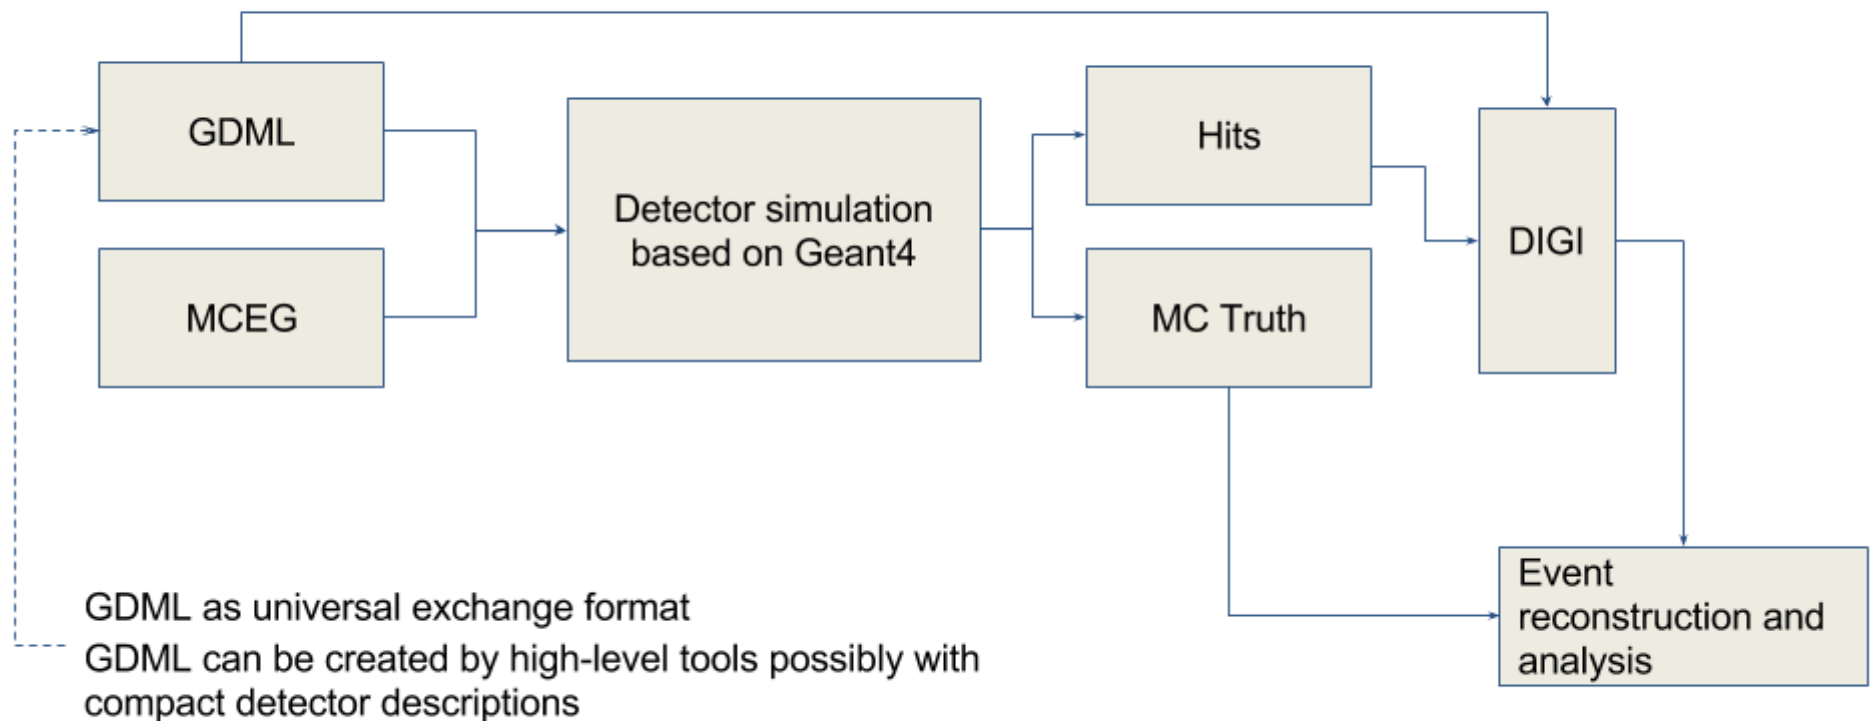 GDML
MCEG
Detector simulation
based on Geant4
Hits
MC Truth
DIGI
Event
reconstruction and
analysis
GDML as universal exchange format
GDML can be created by high-level tools possibly with
compact detector descriptions